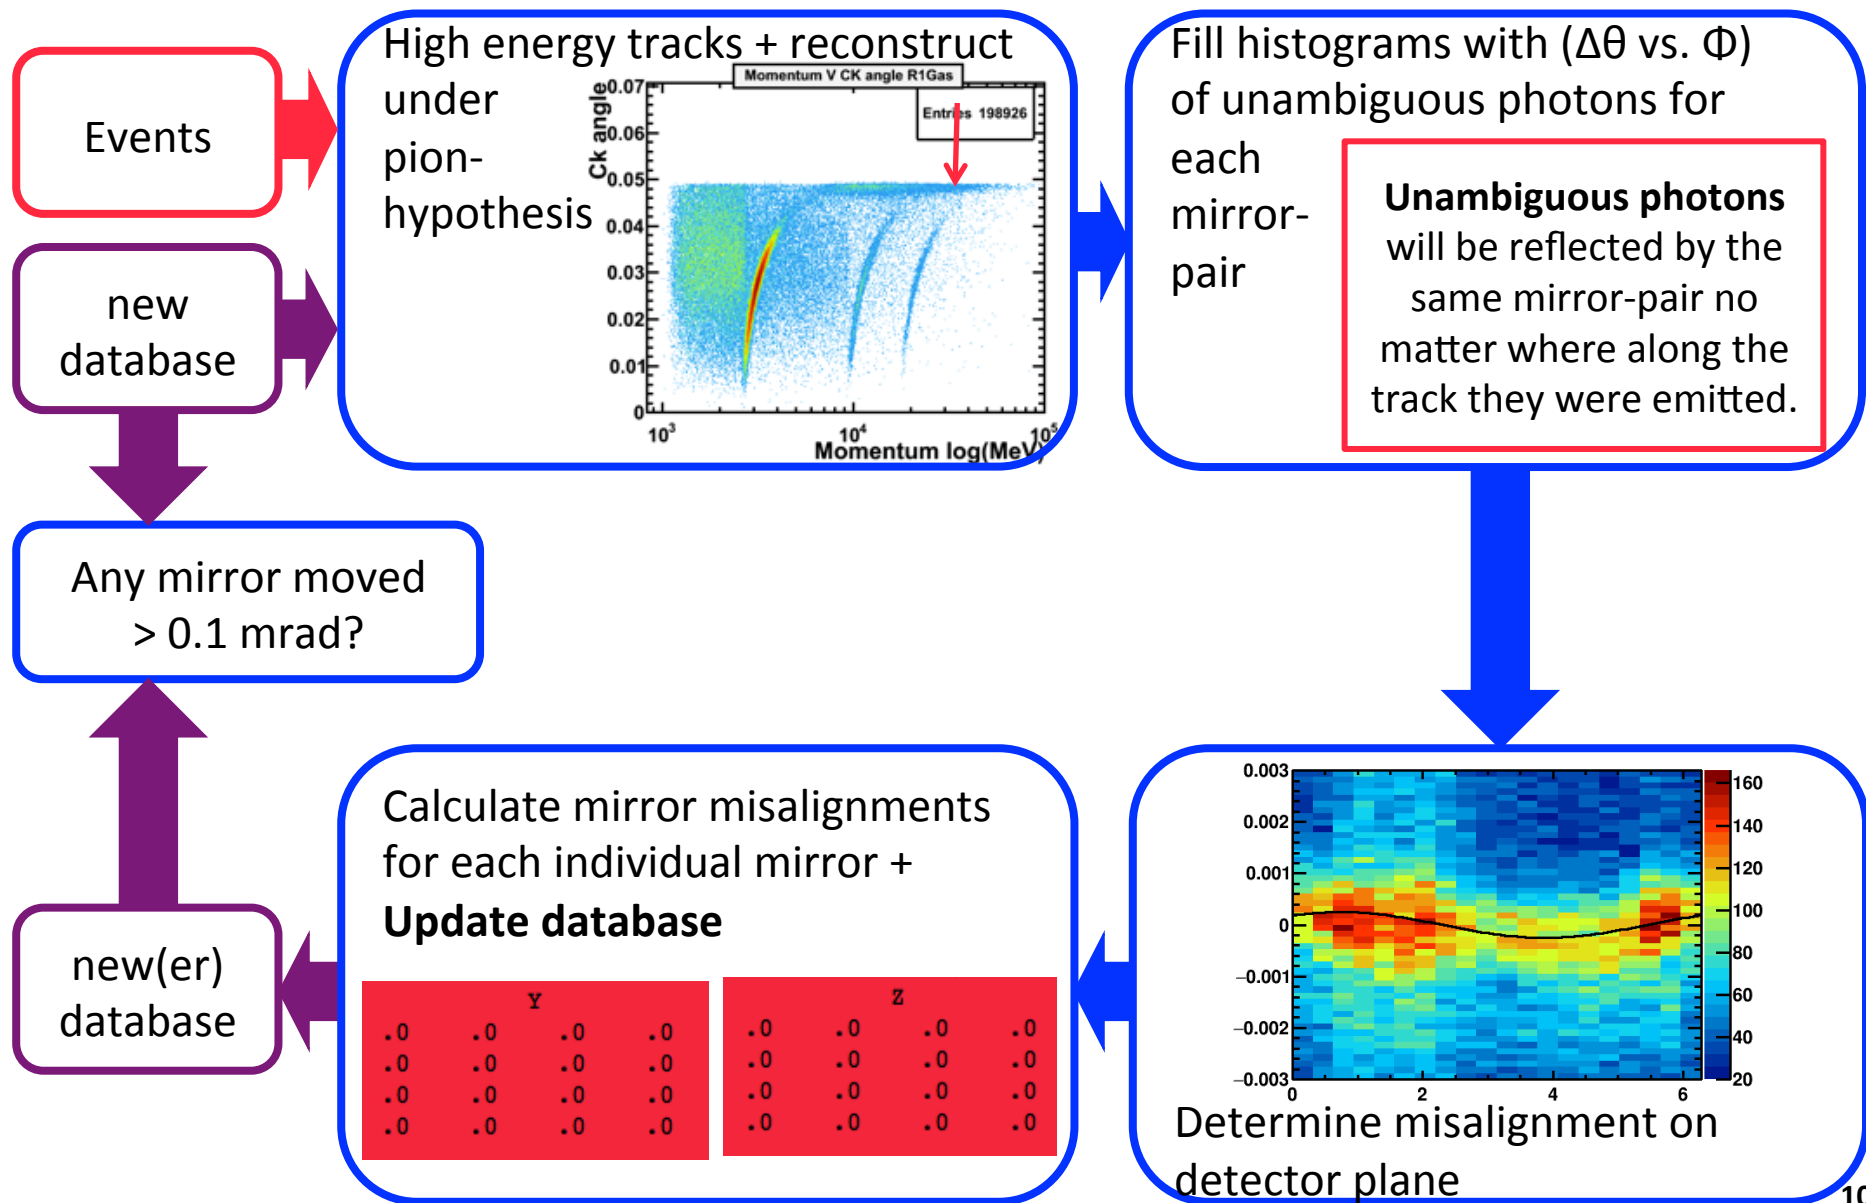 Events
new
database
Any mirror moved
> 0.1 mrad?
new(er)
database
High energy tracks + reconstruct
under
pion-
hypothesis
Momentum V CK angle R1Gas
Entries 198926
Ck angle
0.07
0.06
0.05
0.04
0.03
0.02
0.01
0
10³ 10⁴ 10⁵
Momentum log(MeV)
Fill histograms with (Δθ vs. Φ)
of unambiguous photons for
each
mirror-
pair
Unambiguous photons
will be reflected by the
same mirror-pair no
matter where along the
track they were emitted.
0.003
0.002
0.001
0
−0.001
−0.002
−0.003
0 2 4 6
160
140
120
100
80
60
40
20
Determine misalignment on
detector plane
Calculate mirror misalignments
for each individual mirror +
Update database
Y
.0 .0 .0 .0
.0 .0 .0 .0
.0 .0 .0 .0
.0 .0 .0 .0
Z
.0 .0 .0 .0
.0 .0 .0 .0
.0 .0 .0 .0
.0 .0 .0 .0